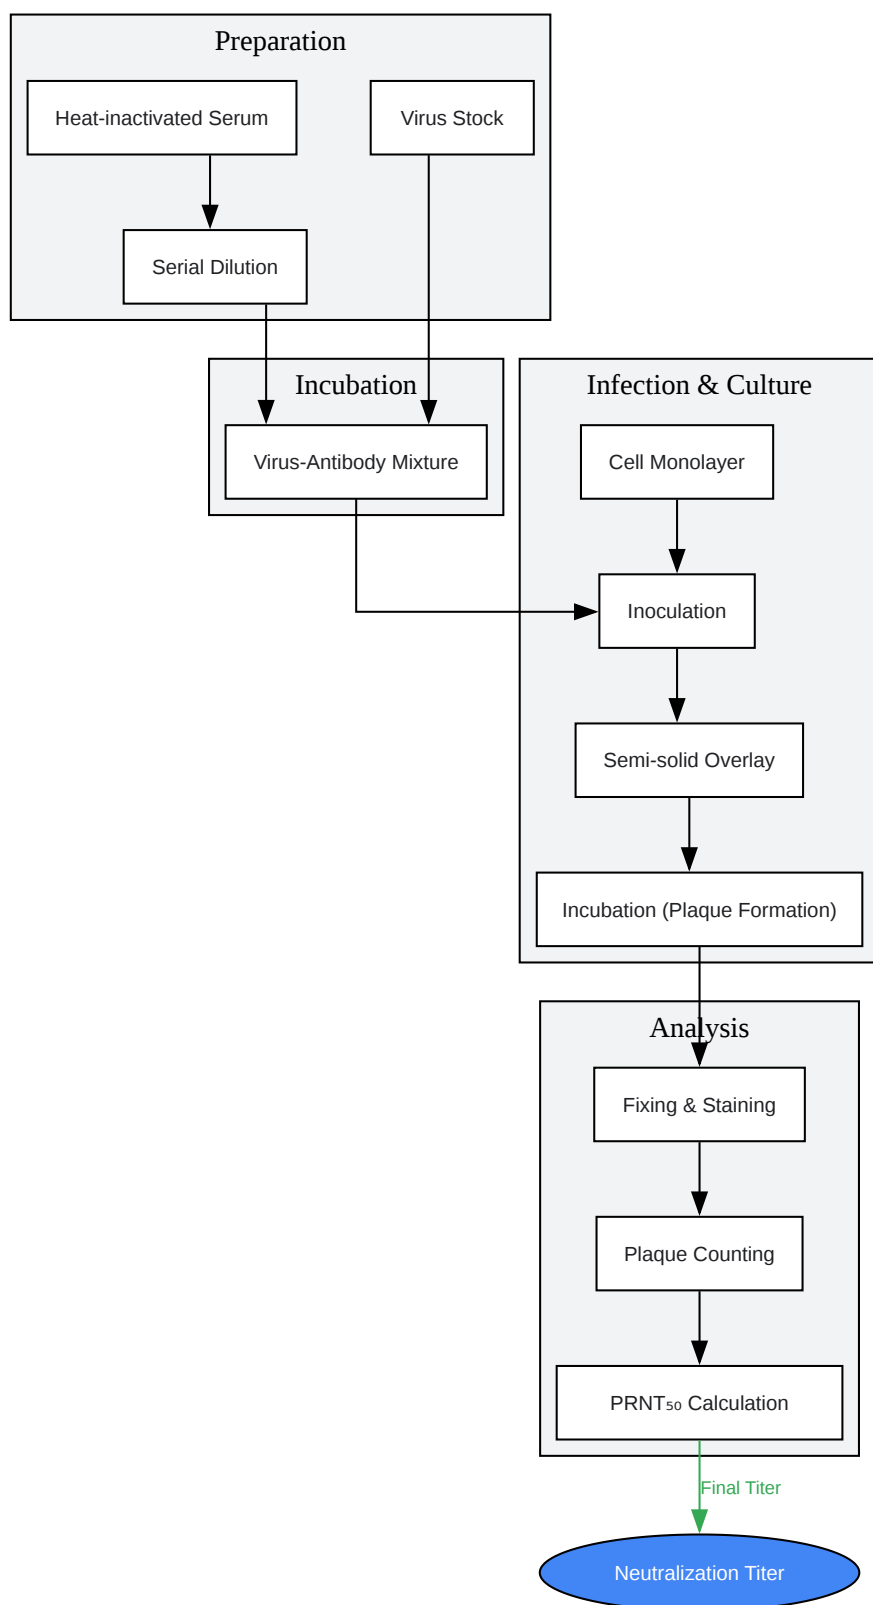 Preparation
Heat-inactivated Serum
Virus Stock
Serial Dilution
Incubation
Virus-Antibody Mixture
Infection & Culture
Cell Monolayer
Inoculation
Semi-solid Overlay
Incubation (Plaque Formation)
Analysis
Fixing & Staining
Plaque Counting
PRNT₅₀ Calculation
Final Titer
Neutralization Titer